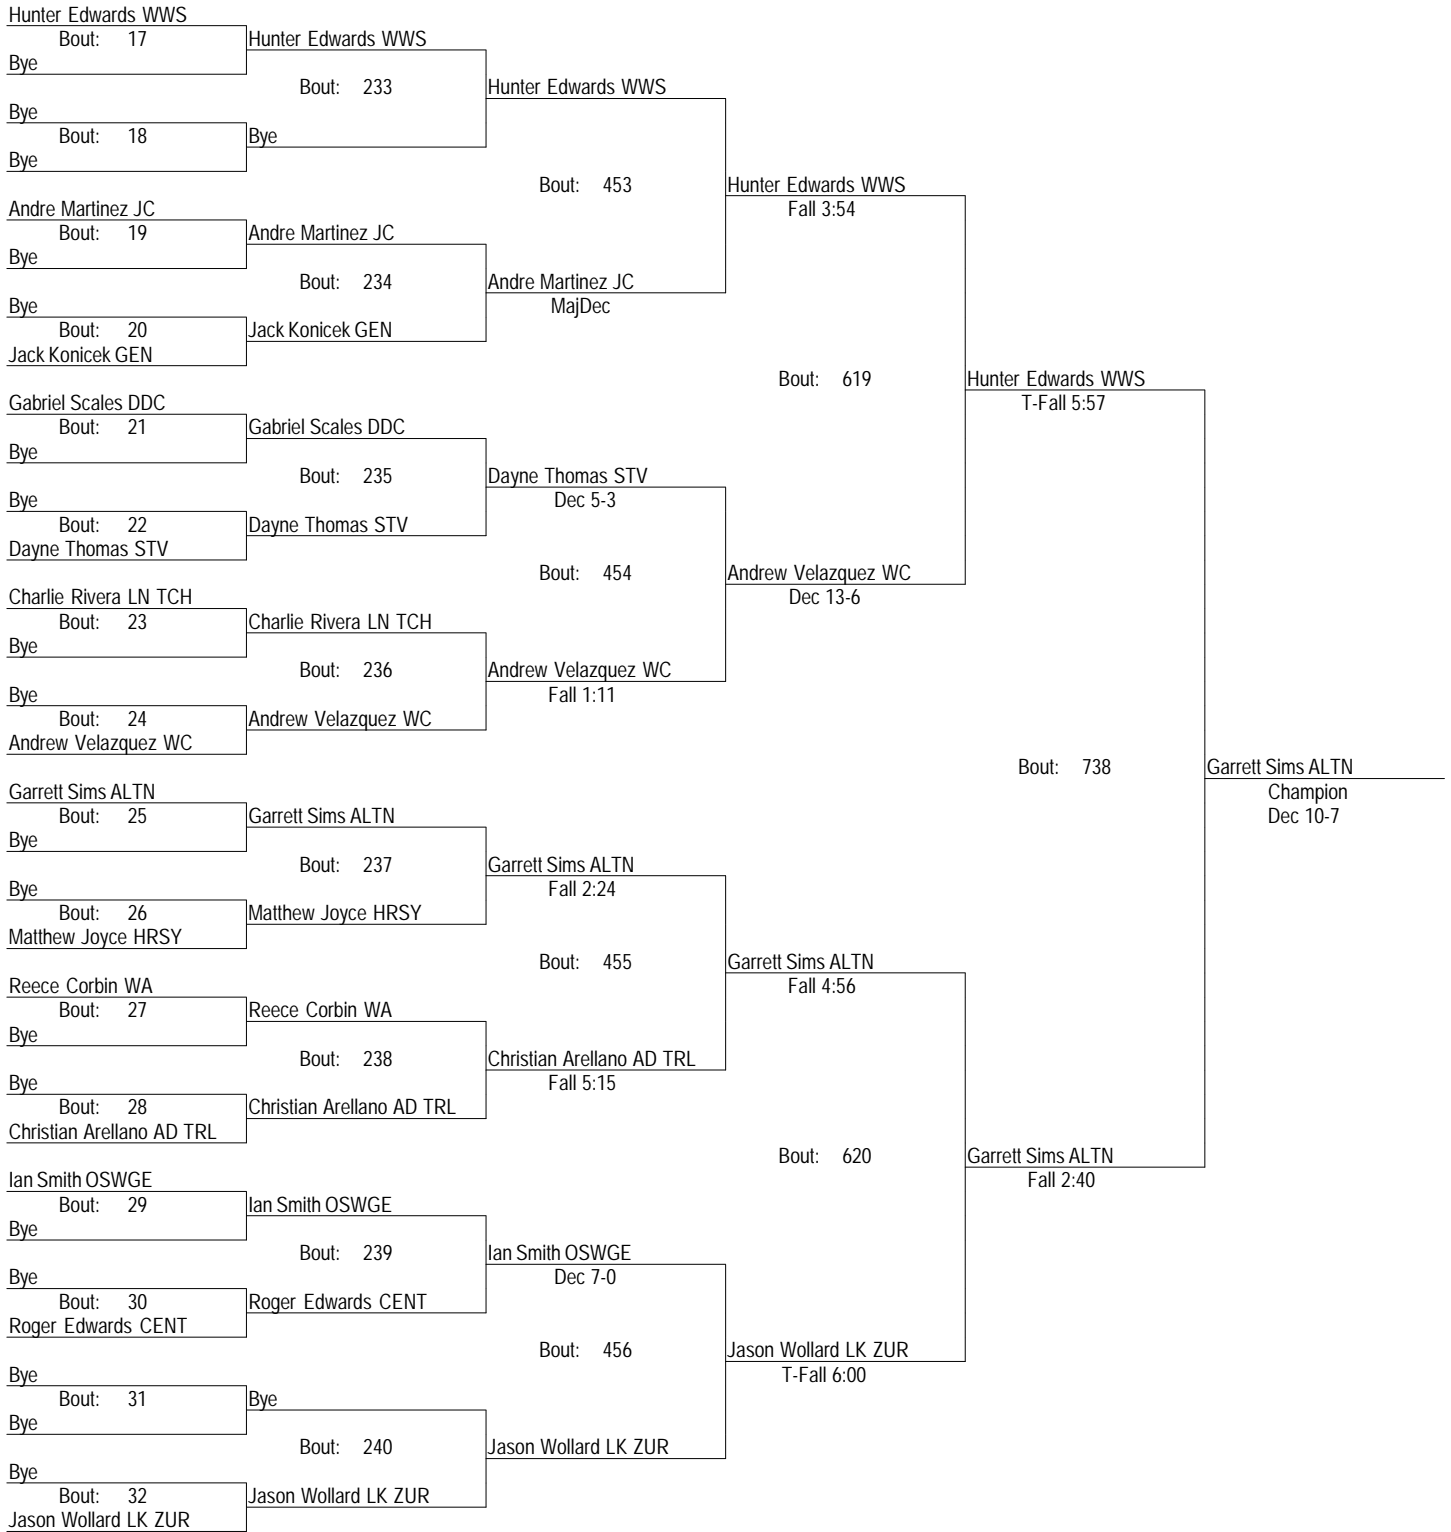 Hunter Edwards WWS
Bout: 17
Hunter Edwards WWS
Bye
Bout: 233
Hunter Edwards WWS
Bye
Bout: 18
Bye
Bye
Bout: 453
Hunter Edwards WWS
Fall 3:54
Andre Martinez JC
Bout: 19
Andre Martinez JC
Bye
Bout: 234
Andre Martinez JC
MajDec
Bye
Bout: 20
Jack Konicek GEN
Jack Konicek GEN
Bout: 619
Hunter Edwards WWS
T-Fall 5:57
Gabriel Scales DDC
Bout: 21
Gabriel Scales DDC
Bye
Bout: 235
Dayne Thomas STV
Dec 5-3
Bye
Bout: 22
Dayne Thomas STV
Dayne Thomas STV
Bout: 454
Andrew Velazquez WC
Dec 13-6
Charlie Rivera LN TCH
Bout: 23
Charlie Rivera LN TCH
Bye
Bout: 236
Andrew Velazquez WC
Fall 1:11
Bye
Bout: 24
Andrew Velazquez WC
Andrew Velazquez WC
Bout: 738
Garrett Sims ALTN
Champion
Dec 10-7
Garrett Sims ALTN
Bout: 25
Garrett Sims ALTN
Bye
Bout: 237
Garrett Sims ALTN
Fall 2:24
Bye
Bout: 26
Matthew Joyce HRSY
Matthew Joyce HRSY
Bout: 455
Garrett Sims ALTN
Fall 4:56
Reece Corbin WA
Bout: 27
Reece Corbin WA
Bye
Bout: 238
Christian Arellano AD TRL
Fall 5:15
Bye
Bout: 28
Christian Arellano AD TRL
Christian Arellano AD TRL
Bout: 620
Garrett Sims ALTN
Fall 2:40
Ian Smith OSWGE
Bout: 29
Ian Smith OSWGE
Bye
Bout: 239
Ian Smith OSWGE
Dec 7-0
Bye
Bout: 30
Roger Edwards CENT
Roger Edwards CENT
Bout: 456
Jason Wollard LK ZUR
T-Fall 6:00
Bye
Bout: 31
Bye
Bye
Bout: 240
Jason Wollard LK ZUR
Bye
Bout: 32
Jason Wollard LK ZUR
Jason Wollard LK ZUR